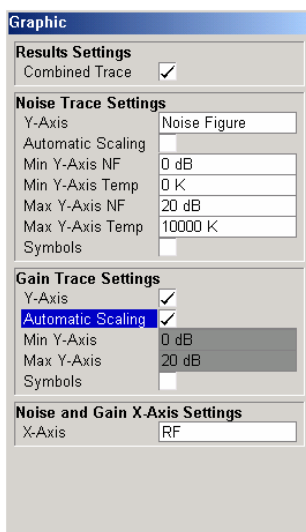 Graphic
Results Settings
Combined Trace
Noise Trace Settings
Y-Axis Noise Figure
Automatic Scaling
Min Y-Axis NF 0 dB
Min Y-Axis Temp 0 K
Max Y-Axis NF 20 dB
Max Y-Axis Temp 10000 K
Symbols
Gain Trace Settings
Y-Axis
Automatic Scaling
Min Y-Axis 0 dB
Max Y-Axis 20 dB
Symbols
Noise and Gain X-Axis Settings
X-Axis RF